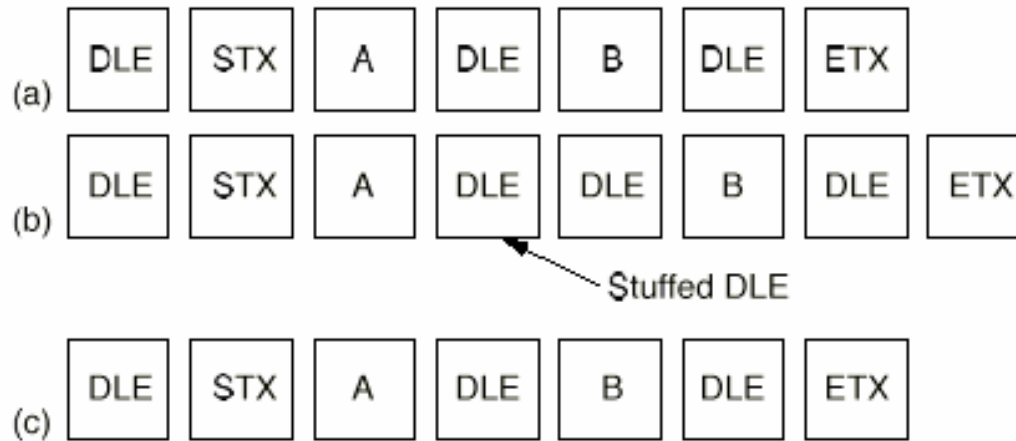 (a) DLE STX A DLE B DLE ETX
(b) DLE STX A DLE DLE B DLE ETX
Stuffed DLE
(c) DLE STX A DLE B DLE ETX